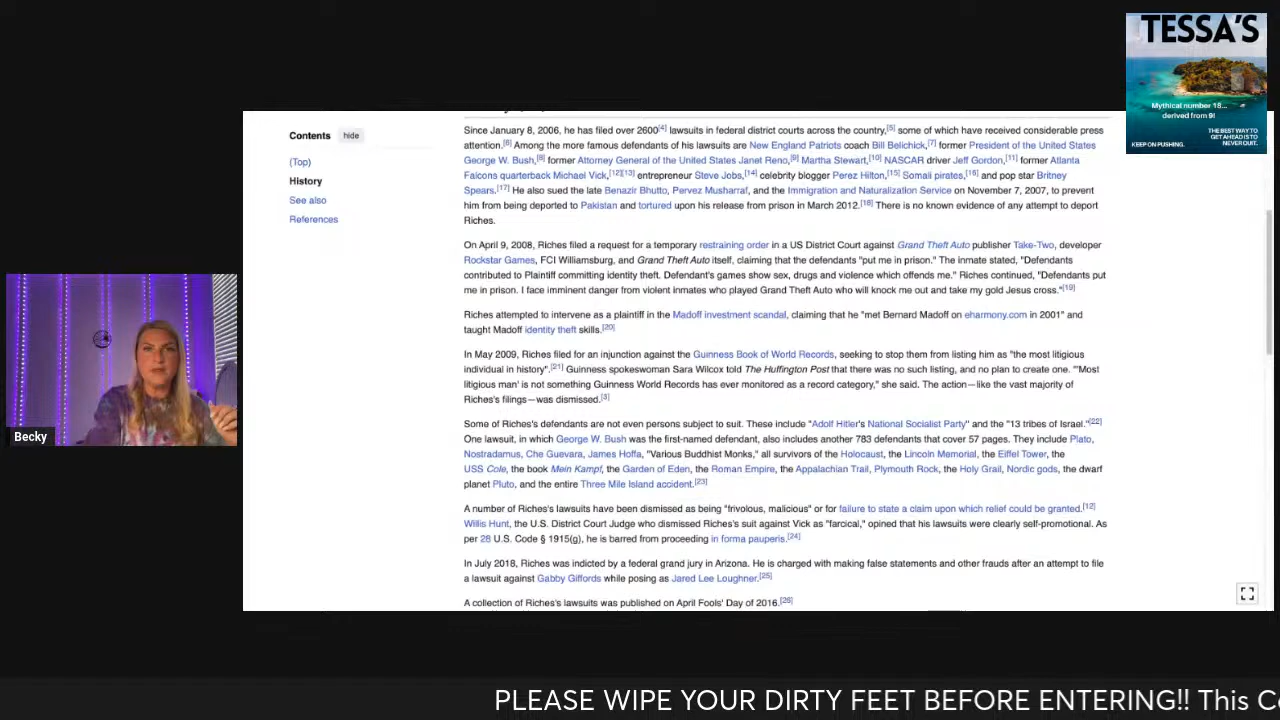 TESSA'S
Mythical number 18...
derived from 9!
THE BEST WAY TO
GET AHEAD IS TO
NEVER QUIT.
KEEP ON PUSHING.
Contents hide
(Top)
History
See also
References
Since January 8, 2006, he has filed over 2600[4] lawsuits in federal district courts across the country,[5] some of which have received considerable press
attention.[6] Among the more famous defendants of his lawsuits are New England Patriots coach Bill Belichick,[7] former President of the United States
George W. Bush,[8] former Attorney General of the United States Janet Reno,[9] Martha Stewart,[10] NASCAR driver Jeff Gordon,[11] former Atlanta
Falcons quarterback Michael Vick,[12][13] entrepreneur Steve Jobs,[14] celebrity blogger Perez Hilton,[15] Somali pirates,[16] and pop star Britney
Spears.[17] He also sued the late Benazir Bhutto, Pervez Musharraf, and the Immigration and Naturalization Service on November 7, 2007, to prevent
him from being deported to Pakistan and tortured upon his release from prison in March 2012.[18] There is no known evidence of any attempt to deport
Riches.
On April 9, 2008, Riches filed a request for a temporary restraining order in a US District Court against Grand Theft Auto publisher Take-Two, developer
Rockstar Games, FCI Williamsburg, and Grand Theft Auto itself, claiming that the defendants "put me in prison." The inmate stated, "Defendants
contributed to Plaintiff committing identity theft. Defendant's games show sex, drugs and violence which offends me." Riches continued, "Defendants put
me in prison. I face imminent danger from violent inmates who played Grand Theft Auto who will knock me out and take my gold Jesus cross."[19]
Riches attempted to intervene as a plaintiff in the Madoff investment scandal, claiming that he "met Bernard Madoff on eharmony.com in 2001" and
taught Madoff identity theft skills.[20]
In May 2009, Riches filed for an injunction against the Guinness Book of World Records, seeking to stop them from listing him as "the most litigious
individual in history".[21] Guinness spokeswoman Sara Wilcox told The Huffington Post that there was no such listing, and no plan to create one. "'Most
litigious man' is not something Guinness World Records has ever monitored as a record category," she said. The action—like the vast majority of
Riches's filings—was dismissed.[3]
Some of Riches's defendants are not even persons subject to suit. These include "Adolf Hitler's National Socialist Party" and the "13 tribes of Israel."[22]
One lawsuit, in which George W. Bush was the first-named defendant, also includes another 783 defendants that cover 57 pages. They include Plato,
Nostradamus, Che Guevara, James Hoffa, "Various Buddhist Monks," all survivors of the Holocaust, the Lincoln Memorial, the Eiffel Tower, the
USS Cole, the book Mein Kampf, the Garden of Eden, the Roman Empire, the Appalachian Trail, Plymouth Rock, the Holy Grail, Nordic gods, the dwarf
planet Pluto, and the entire Three Mile Island accident.[23]
A number of Riches's lawsuits have been dismissed as being "frivolous, malicious" or for failure to state a claim upon which relief could be granted.[12]
Willis Hunt, the U.S. District Court Judge who dismissed Riches's suit against Vick as "farcical," opined that his lawsuits were clearly self-promotional. As
per 28 U.S. Code § 1915(g), he is barred from proceeding in forma pauperis.[24]
In July 2018, Riches was indicted by a federal grand jury in Arizona. He is charged with making false statements and other frauds after an attempt to file
a lawsuit against Gabby Giffords while posing as Jared Lee Loughner.[25]
A collection of Riches's lawsuits was published on April Fools' Day of 2016.[26]
Becky
PLEASE WIPE YOUR DIRTY FEET BEFORE ENTERING!! This C